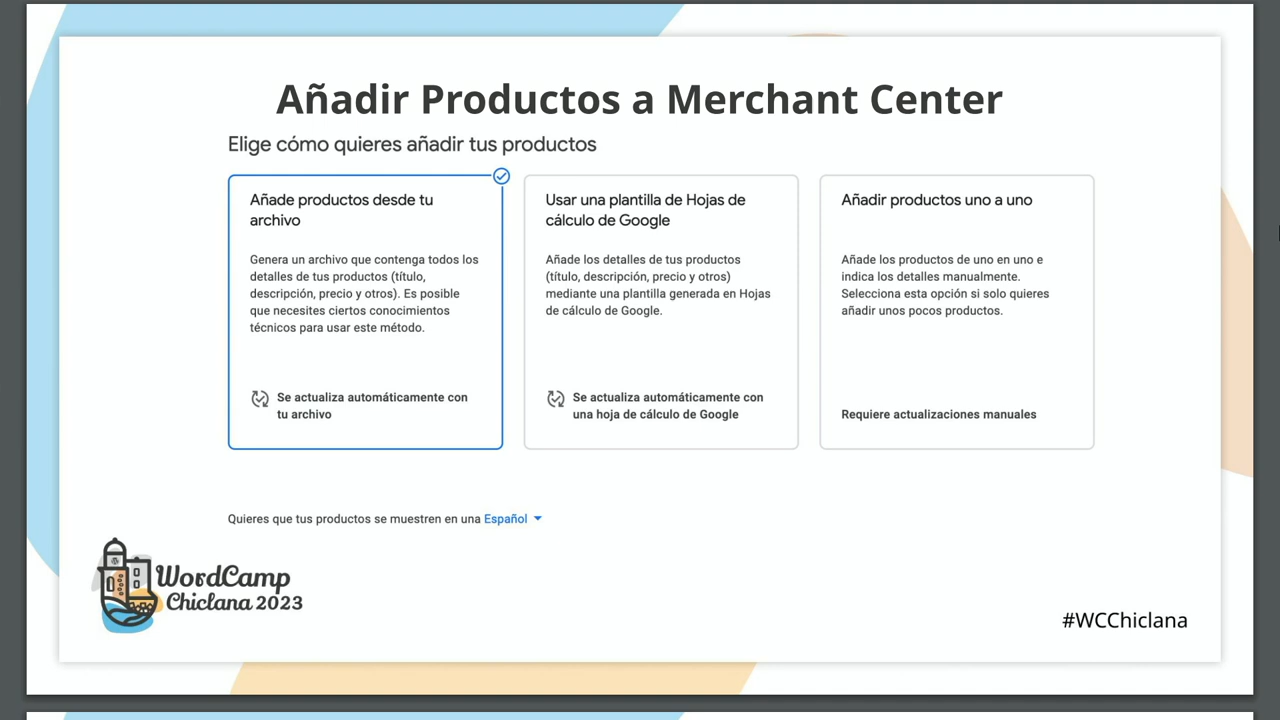 Añadir Productos a Merchant Center
Elige cómo quieres añadir tus productos
Añade productos desde tu
archivo
Genera un archivo que contenga todos los
detalles de tus productos (título,
descripción, precio y otros). Es posible
que necesites ciertos conocimientos
técnicos para usar este método.
Se actualiza automáticamente con
tu archivo
Usar una plantilla de Hojas de
cálculo de Google
Añade los detalles de tus productos
(título, descripción, precio y otros)
mediante una plantilla generada en Hojas
de cálculo de Google.
Se actualiza automáticamente con
una hoja de cálculo de Google
Añadir productos uno a uno
Añade los productos de uno en uno e
indica los detalles manualmente.
Selecciona esta opción si solo quieres
añadir unos pocos productos.
Requiere actualizaciones manuales
Quieres que tus productos se muestren en una Español
WordCamp
Chiclana 2023
#WCChiclana